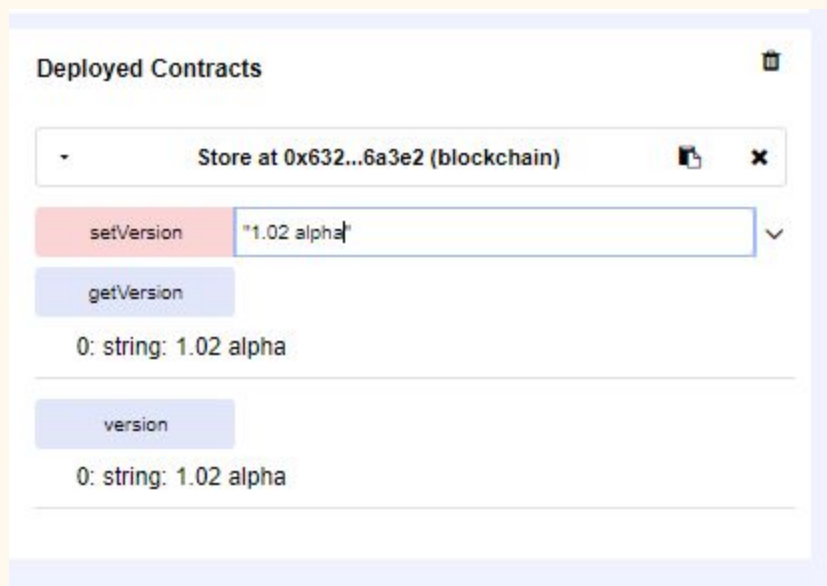 Deployed Contracts
Store at 0x632...6a3e2 (blockchain)
setVersion "1.02 alpha"
getVersion
0: string: 1.02 alpha
version
0: string: 1.02 alpha